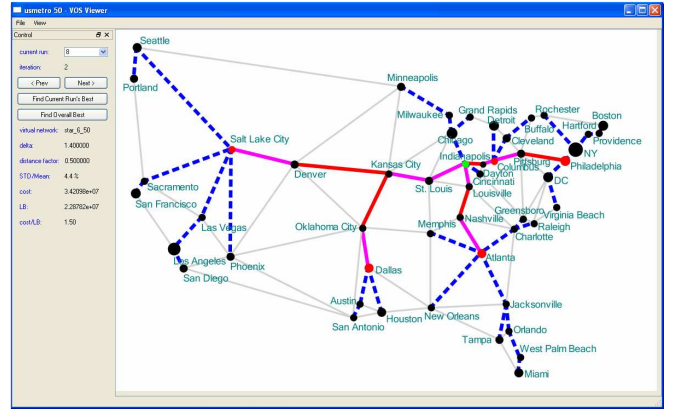 usmetro 50 - VOS Viewer
File View
Control
current run: 8
iteration: 2
< Prev Next >
Find Current Run's Best
Find Overall Best
virtual network: star_6_50
delta: 1.400000
distance factor: 0.500000
STD/Mean: 4.4 %
cost: 3.42098e+07
LB: 2.28782e+07
cost/LB: 1.50
Seattle
Portland
Minneapolis
Milwaukee
Grand Rapids
Detroit
Rochester
Boston
Buffalo
Hartford
Providence
Chicago
Cleveland
NY
Salt Lake City
Indianapolis
Pittsburg
Philadelphia
Columbus
Denver
Kansas City
Dayton
Cincinnati
DC
Sacramento
St. Louis
Louisville
San Francisco
Greensboro
Virginia Beach
Las Vegas
Oklahoma City
Memphis
Nashville
Raleigh
Charlotte
Los Angeles
Phoenix
Dallas
Atlanta
San Diego
Austin
San Antonio
Houston
New Orleans
Jacksonville
Orlando
Tampa
West Palm Beach
Miami